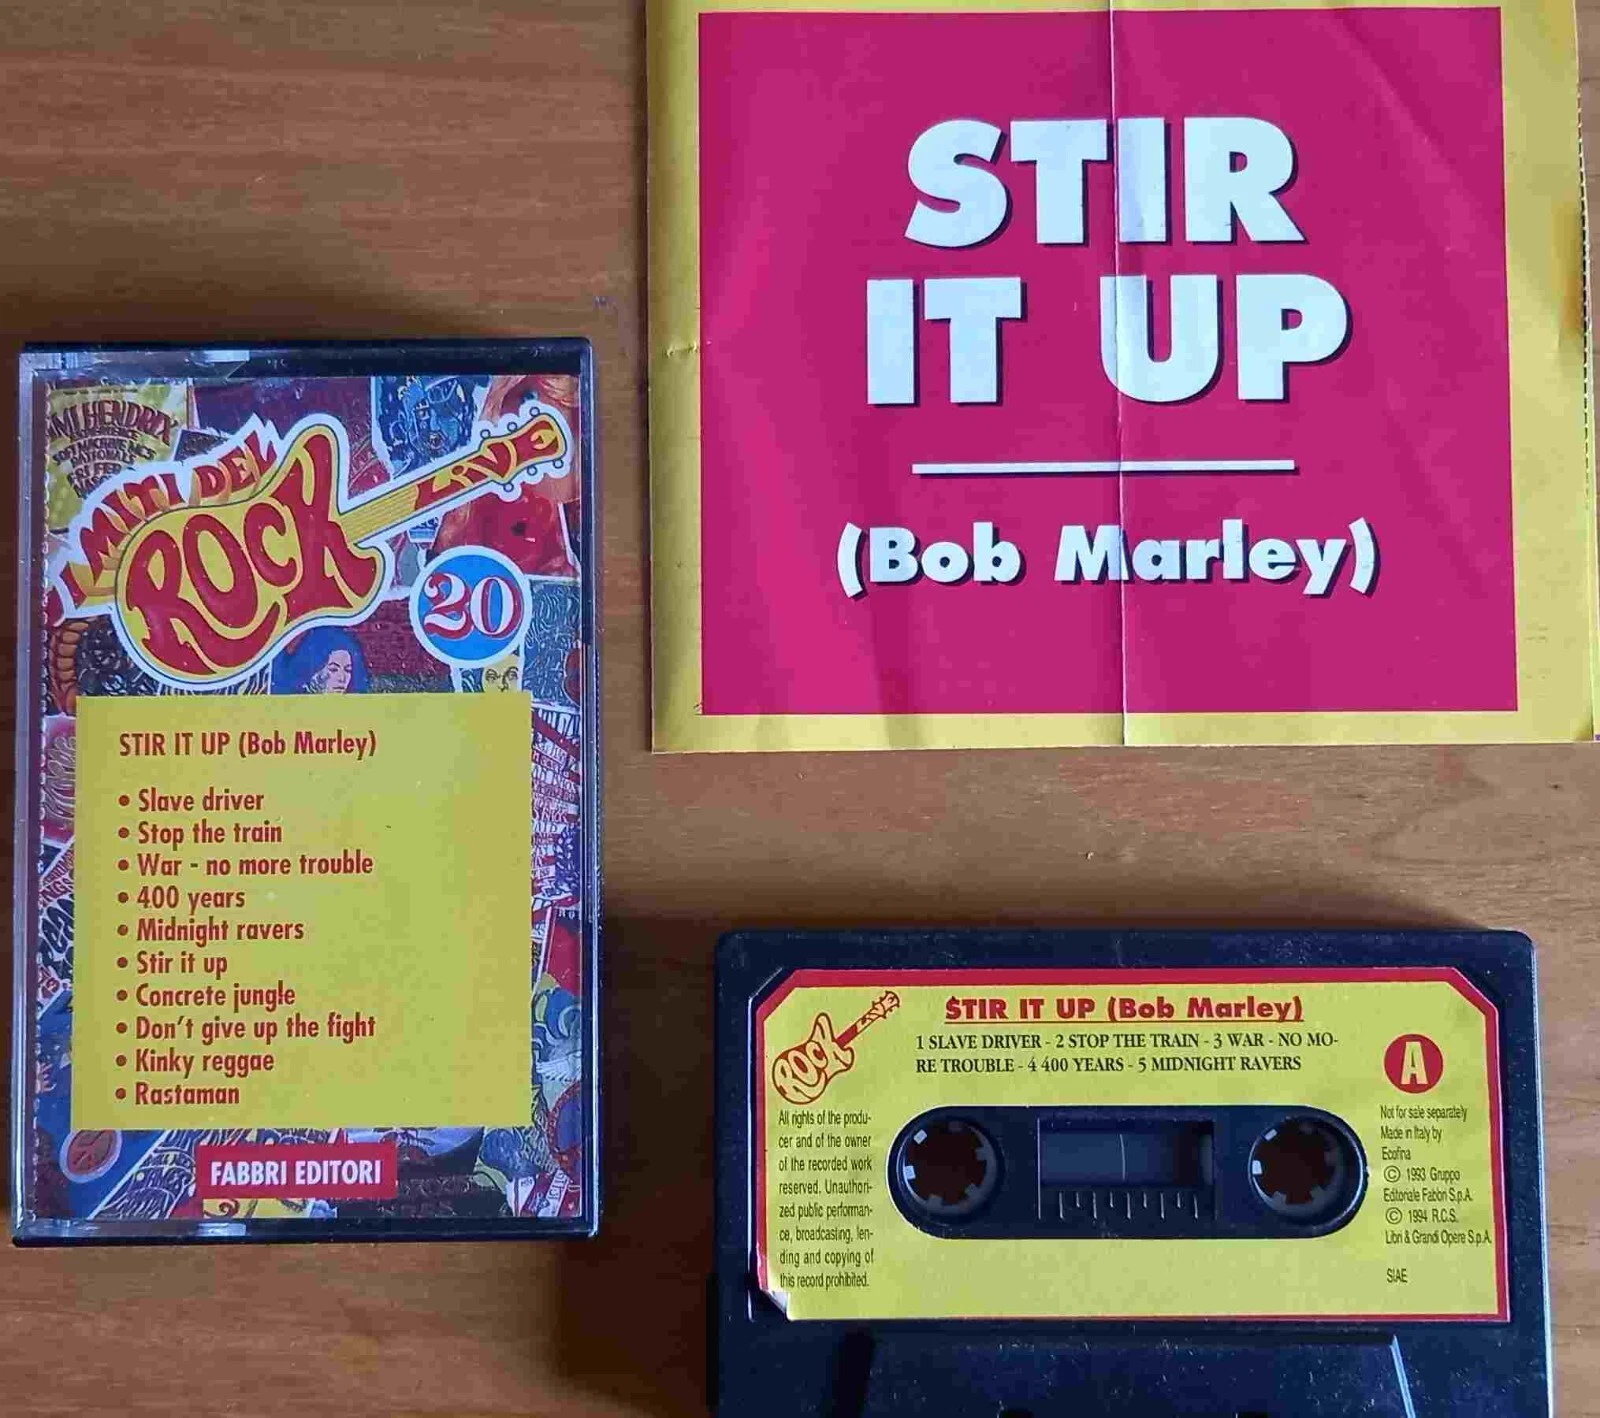 STIR
IT UP
(Bob Marley)
I MITI DEL
ROCK
LIVE
20
STIR IT UP (Bob Marley)
• Slave driver
• Stop the train
• War - no more trouble
• 400 years
• Midnight ravers
• Stir it up
• Concrete jungle
• Don't give up the fight
• Kinky reggae
• Rastaman
FABBRI EDITORI
ROCK LIVE
$TIR IT UP (Bob Marley)
1 SLAVE DRIVER - 2 STOP THE TRAIN - 3 WAR - NO MO-
RE TROUBLE - 4 400 YEARS - 5 MIDNIGHT RAVERS
A
All rights of the produ-
cer and of the owner
of the recorded work
reserved. Unauthori-
zed public performan-
ce, broadcasting, len-
ding and copying of
this record prohibited.
Not for sale separately
Made in Italy by
Ecofina
© 1993 Gruppo
Editoriale Fabbri S.p.A.
© 1994 R.C.S.
Libri & Grandi Opere S.p.A.
SIAE